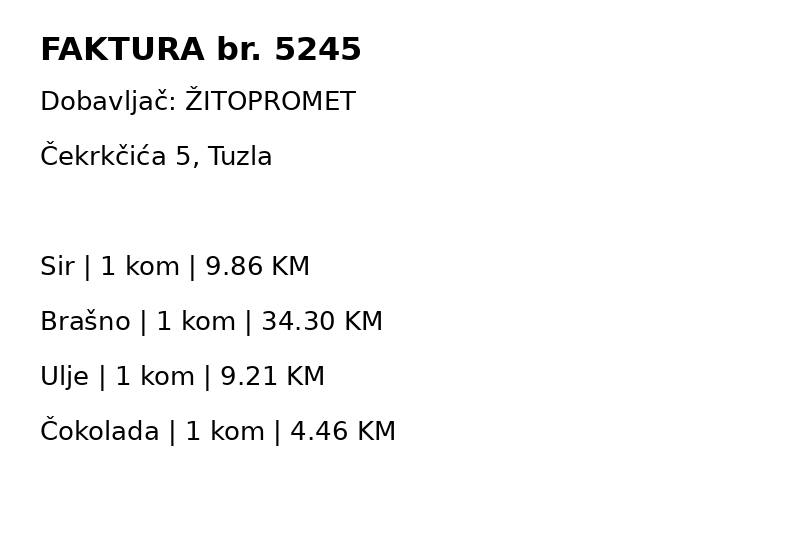 FAKTURA br. 5245
Dobavljač: ŽITOPROMET
Čekrkčića 5, Tuzla
Sir | 1 kom | 9.86 KM
Brašno | 1 kom | 34.30 KM
Ulje | 1 kom | 9.21 KM
Čokolada | 1 kom | 4.46 KM